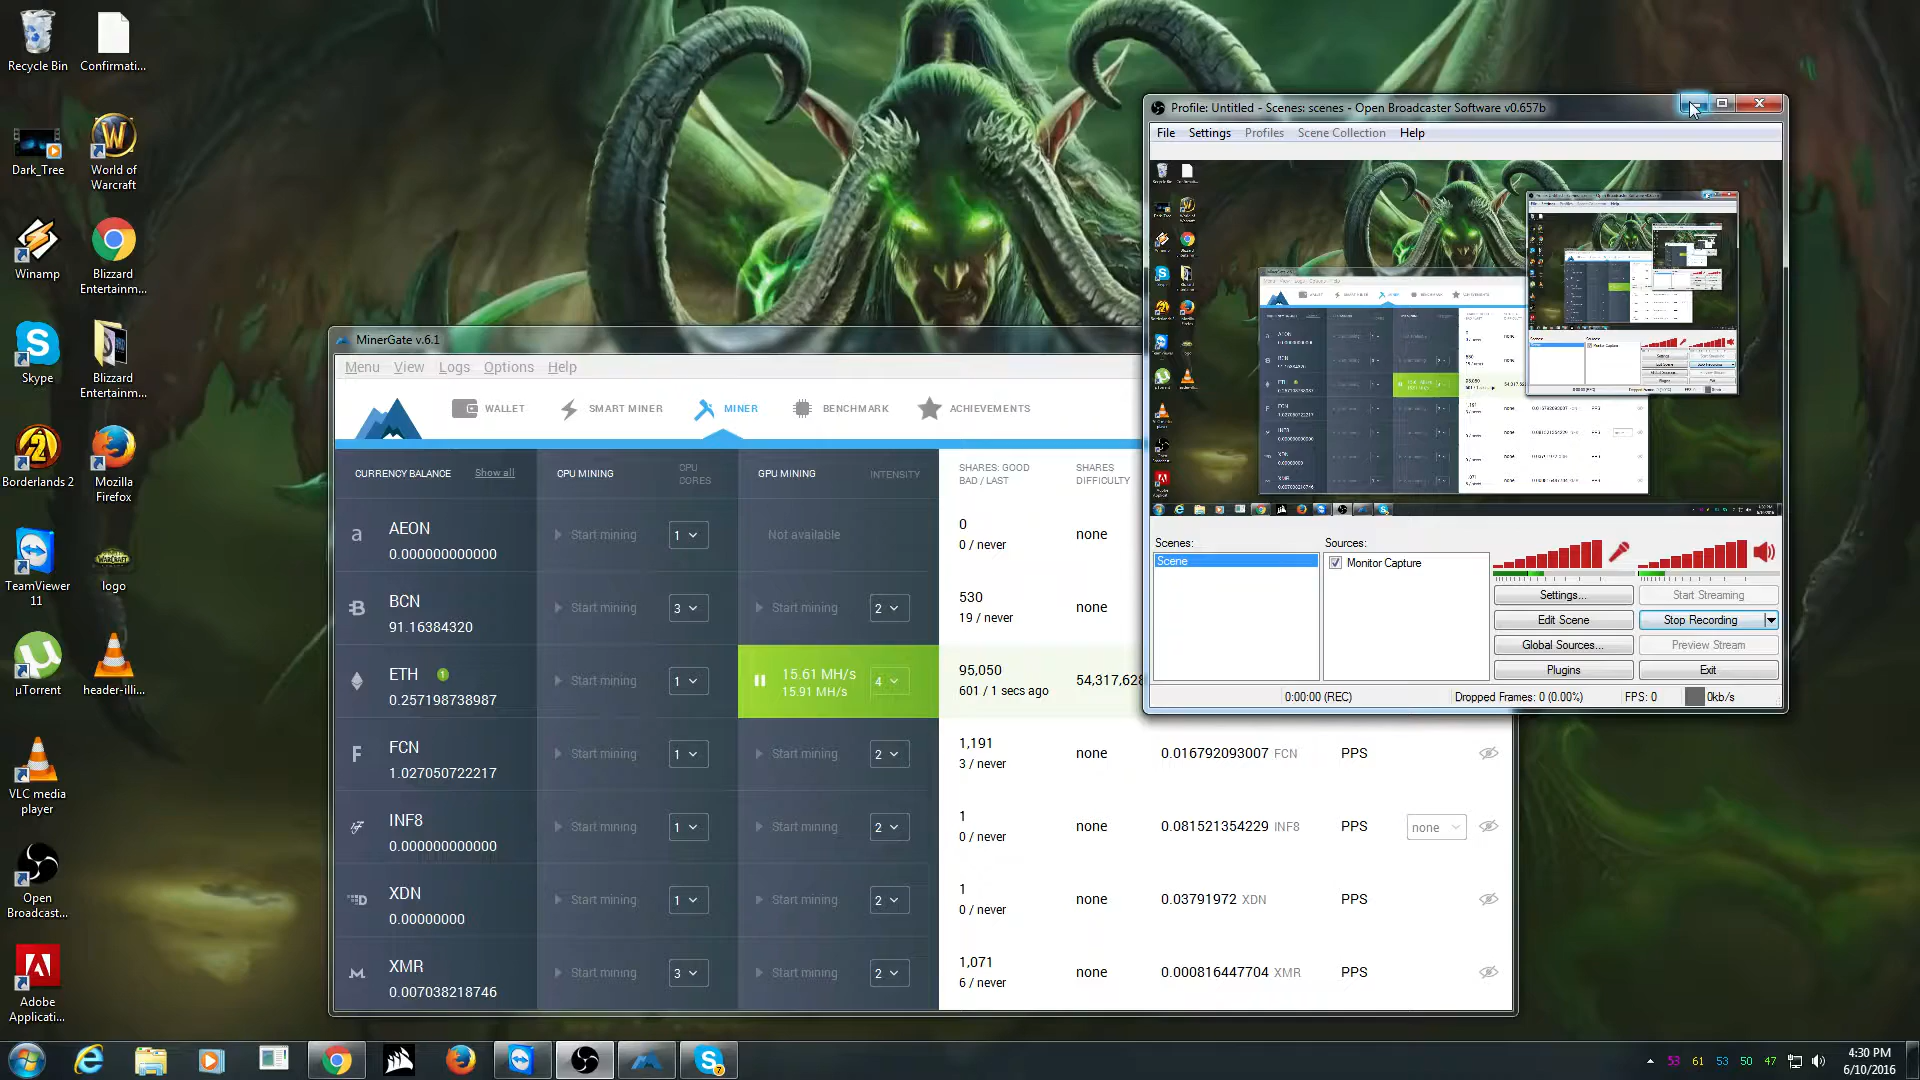 Recycle Bin
Confirmati...
Dark_Tree
World of
Warcraft
Winamp
Blizzard
Entertainm...
Skype
Blizzard
Entertainm...
Borderlands 2
Mozilla
Firefox
TeamViewer
11
logo
µTorrent
header-illi...
VLC media
player
Open
Broadcast...
Adobe
Applicati...
MinerGate v.6.1
Menu View Logs Options Help
WALLET SMART MINER MINER BENCHMARK ACHIEVEMENTS
CURRENCY BALANCE Show all CPU MINING CPU CORES GPU MINING INTENSITY SHARES: GOOD BAD / LAST SHARES DIFFICULTY
AEON Start mining 1 Not available 0 none
0.000000000000 0 / never
BCN Start mining 3 Start mining 2 530 none
91.16384320 19 / never
ETH 1 Start mining 1 15.61 MH/s 4 95,050 54,317,628
0.257198738987 15.91 MH/s 601 / 1 secs ago
FCN Start mining 1 Start mining 2 1,191 none 0.016792093007 FCN PPS
1.027050722217 3 / never
INF8 Start mining 1 Start mining 2 1 none 0.081521354229 INF8 PPS none
0.000000000000 0 / never
XDN Start mining 1 Start mining 2 1 none 0.03791972 XDN PPS
0.00000000 0 / never
XMR Start mining 3 Start mining 2 1,071 none 0.000816447704 XMR PPS
0.007038218746 6 / never
Profile: Untitled - Scenes: scenes - Open Broadcaster Software v0.657b
File Settings Profiles Scene Collection Help
Scenes: Sources:
Scene Monitor Capture
Settings... Start Streaming
Edit Scene Stop Recording
Global Sources... Preview Stream
Plugins Exit
0:00:00 (REC) Dropped Frames: 0 (0.00%) FPS: 0 0kb/s
53 61 53 50 47
4:30 PM
6/10/2016